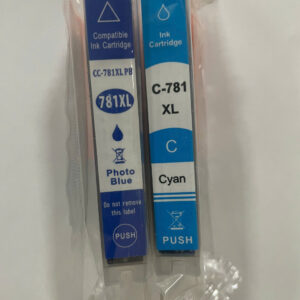 Compatible
Ink Cartridge
CC-781XL PB
781XL
Photo
Blue
Do not remove
this label
PUSH
Ink
Cartridge
C-781
XL
C
Cyan
PUSH